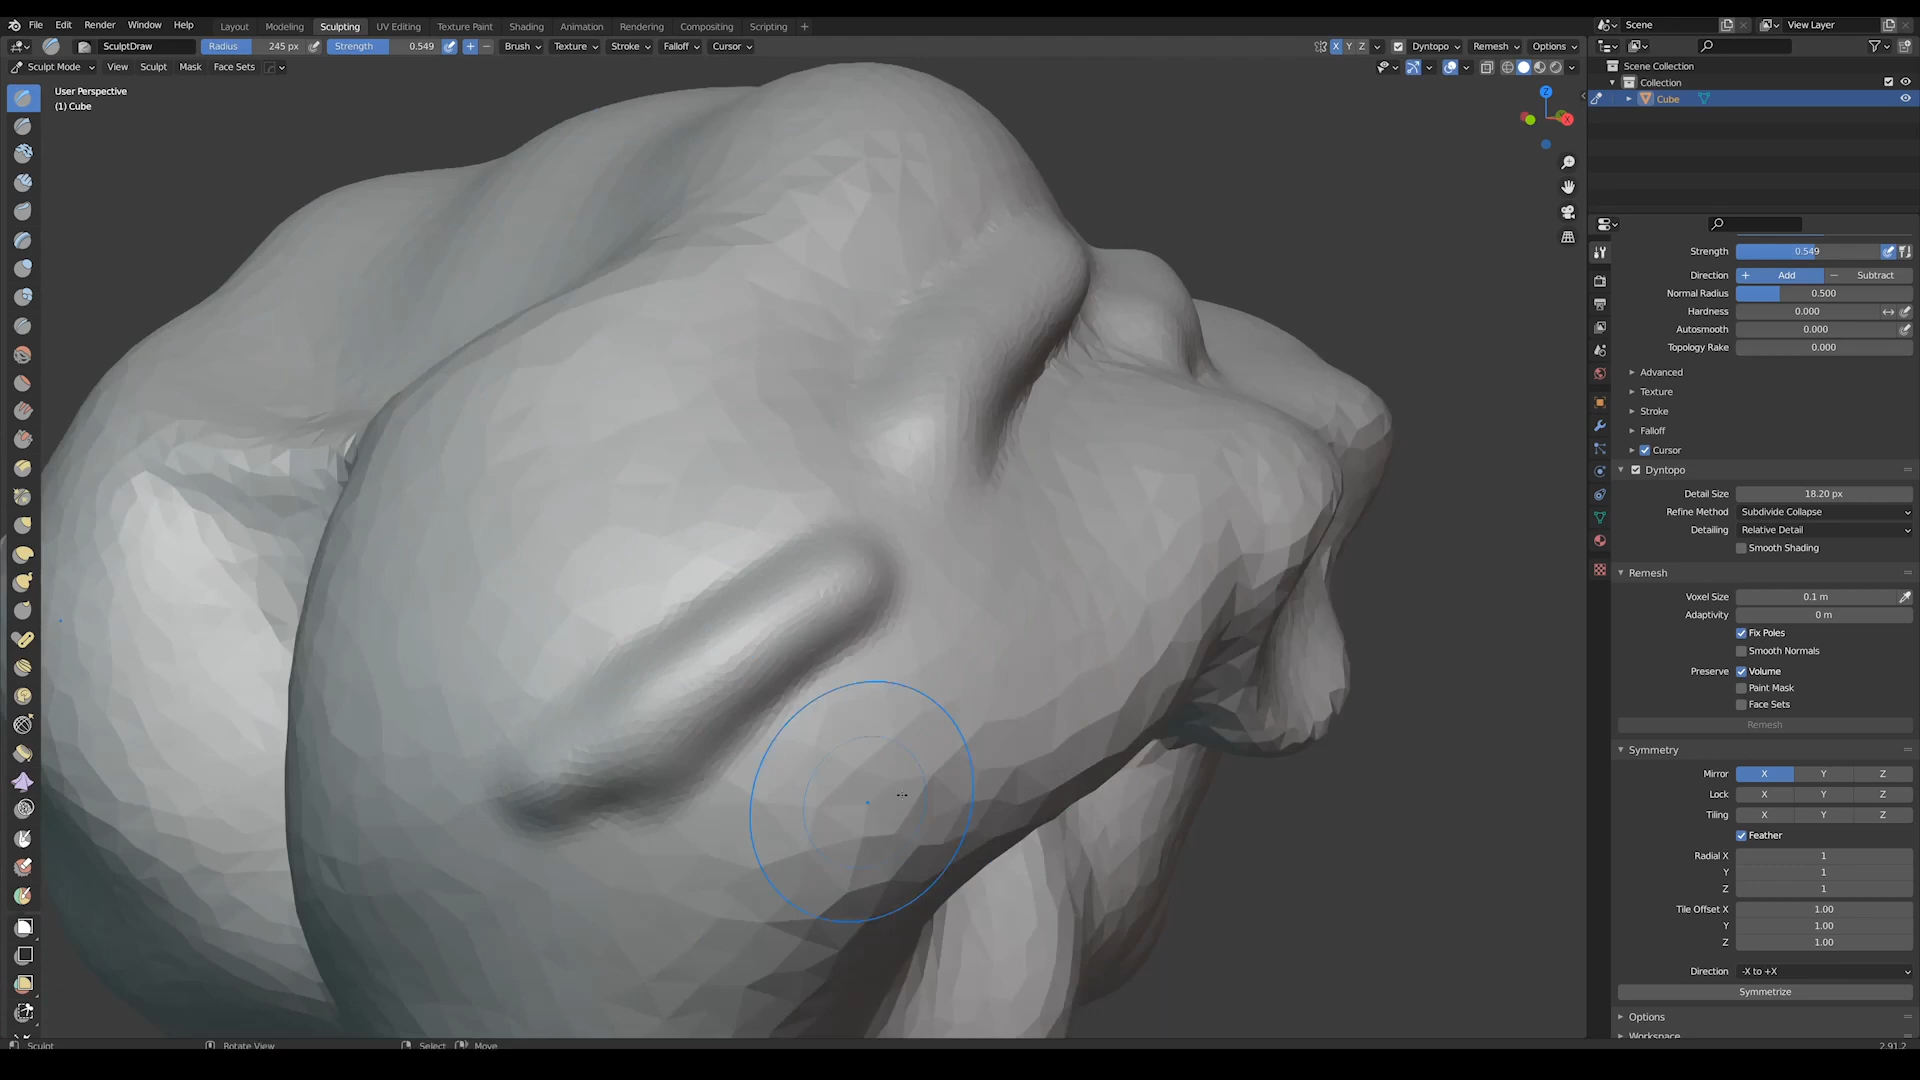 File Edit Render Window Help Layout Modeling Sculpting UV Editing Texture Paint Shading Animation Rendering Compositing Scripting + Scene View Layer
SculptDraw Radius 245 px Strength 0.549 Brush Texture Stroke Falloff Cursor X Y Z Dyntopo Remesh Options
Sculpt Mode View Sculpt Mask Face Sets
Scene Collection
Collection
Cube
User Perspective
(1) Cube
Z
X
Strength 0.549
Direction + Add − Subtract
Normal Radius 0.500
Hardness 0.000
Autosmooth 0.000
Topology Rake 0.000
Advanced
Texture
Stroke
Falloff
Cursor
Dyntopo
Detail Size 18.20 px
Refine Method Subdivide Collapse
Detailing Relative Detail
Smooth Shading
Remesh
Voxel Size 0.1 m
Adaptivity 0 m
Fix Poles
Smooth Normals
Preserve Volume
Paint Mask
Face Sets
Remesh
Symmetry
Mirror X Y Z
Lock X Y Z
Tiling X Y Z
Feather
Radial X 1
Y 1
Z 1
Tile Offset X 1.00
Y 1.00
Z 1.00
Direction -X to +X
Symmetrize
Options
Workspace
Sculpt Rotate View Select Move 2.91.2